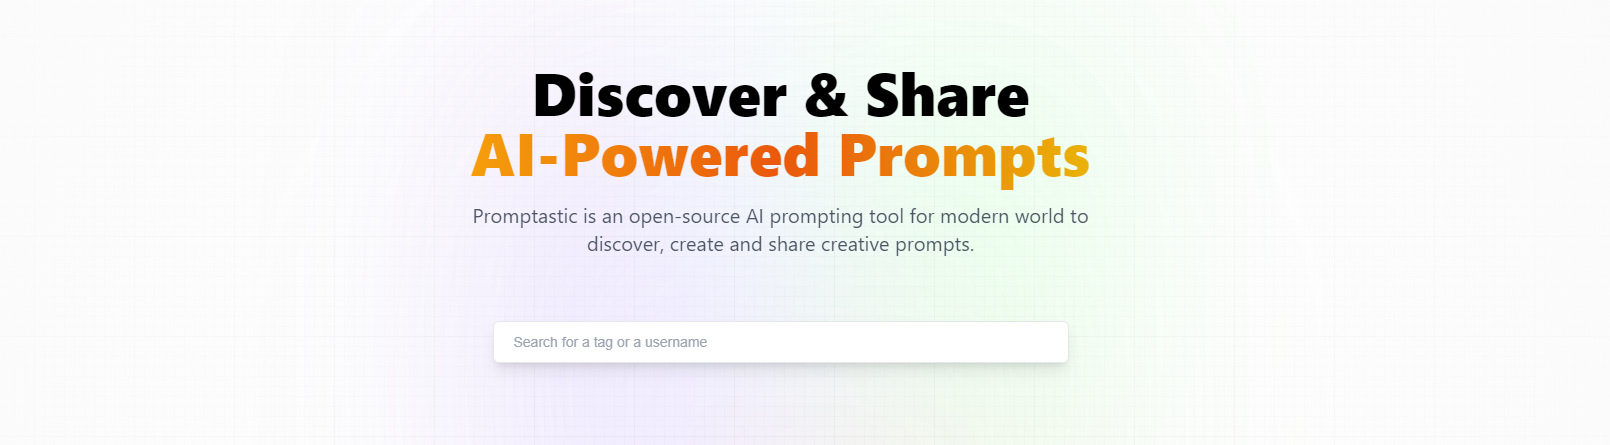 Discover & Share
AI-Powered Prompts
Promptastic is an open-source AI prompting tool for modern world to
discover, create and share creative prompts.
Search for a tag or a username